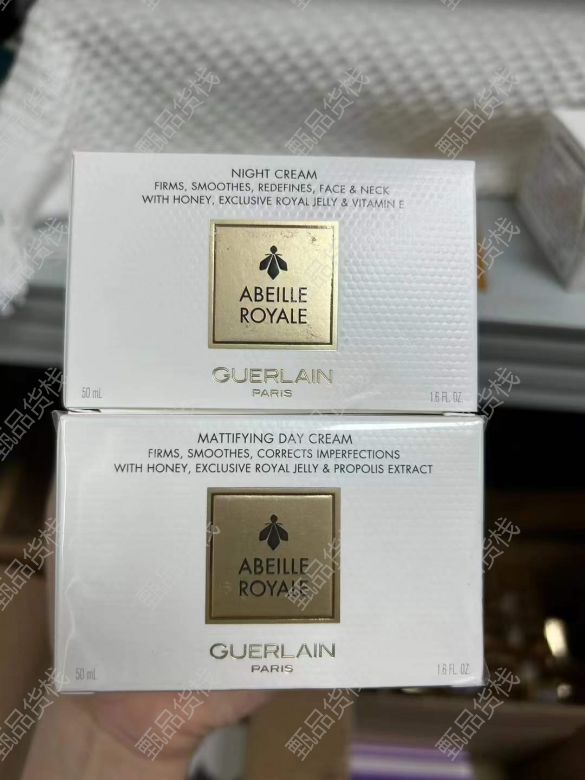 NIGHT CREAM
FIRMS, SMOOTHES, REDEFINES, FACE & NECK
WITH HONEY, EXCLUSIVE ROYAL JELLY & VITAMIN E
ABEILLE
ROYALE
GUERLAIN
PARIS
50 mL
1.6 FL. OZ.
MATTIFYING DAY CREAM
FIRMS, SMOOTHES, CORRECTS IMPERFECTIONS
WITH HONEY, EXCLUSIVE ROYAL JELLY & PROPOLIS EXTRACT
ABEILLE
ROYALE
GUERLAIN
PARIS
50 mL
1.6 FL. OZ.
甄品货栈